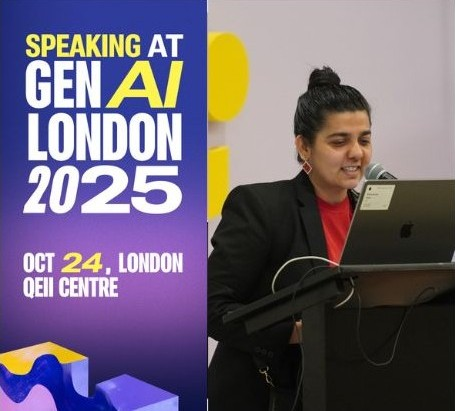 SPEAKING AT
GEN AI
LONDON
2025
OCT 24, LONDON
QEII CENTRE